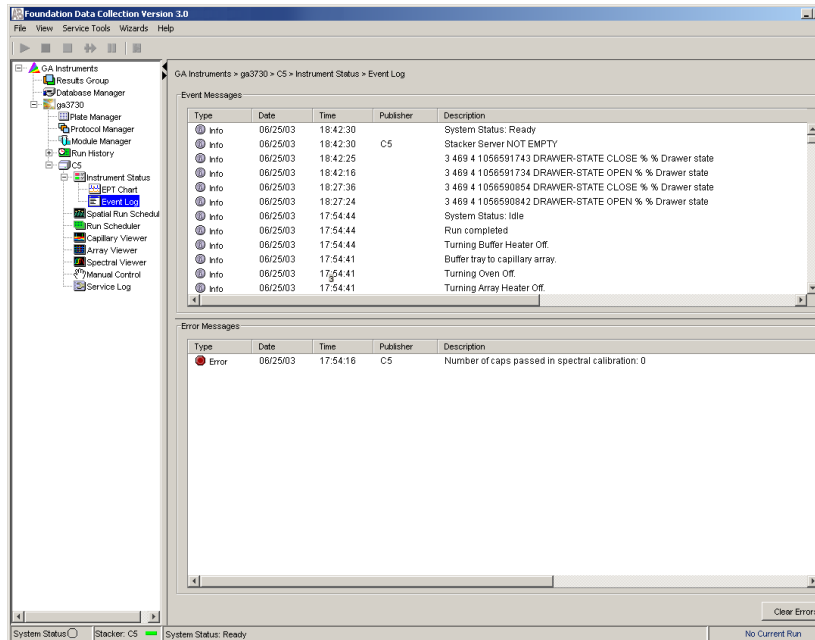 Foundation Data Collection Version 3.0
File View Service Tools Wizards Help
GA Instruments
Results Group
Database Manager
ga3730
Plate Manager
Protocol Manager
Module Manager
Run History
C5
Instrument Status
EPT Chart
Event Log
Spatial Run Schedul
Run Scheduler
Capillary Viewer
Array Viewer
Spectral Viewer
Manual Control
Service Log
GA Instruments > ga3730 > C5 > Instrument Status > Event Log
Event Messages
Type Date Time Publisher Description
Info 06/25/03 18:42:30 System Status: Ready
Info 06/25/03 18:42:30 C5 Stacker Server NOT EMPTY
Info 06/25/03 18:42:25 3 469 4 1056591743 DRAWER-STATE CLOSE % % Drawer state
Info 06/25/03 18:42:16 3 469 4 1056591734 DRAWER-STATE OPEN % % Drawer state
Info 06/25/03 18:27:36 3 469 4 1056590854 DRAWER-STATE CLOSE % % Drawer state
Info 06/25/03 18:27:24 3 469 4 1056590842 DRAWER-STATE OPEN % % Drawer state
Info 06/25/03 17:54:44 System Status: Idle
Info 06/25/03 17:54:44 Run completed
Info 06/25/03 17:54:44 Turning Buffer Heater Off.
Info 06/25/03 17:54:41 Buffer tray to capillary array.
Info 06/25/03 17:54:41 Turning Oven Off.
Info 06/25/03 17:54:41 Turning Array Heater Off.
Error Messages
Type Date Time Publisher Description
Error 06/25/03 17:54:16 C5 Number of caps passed in spectral calibration: 0
Clear Errors
System Status Stacker: C5 System Status: Ready No Current Run